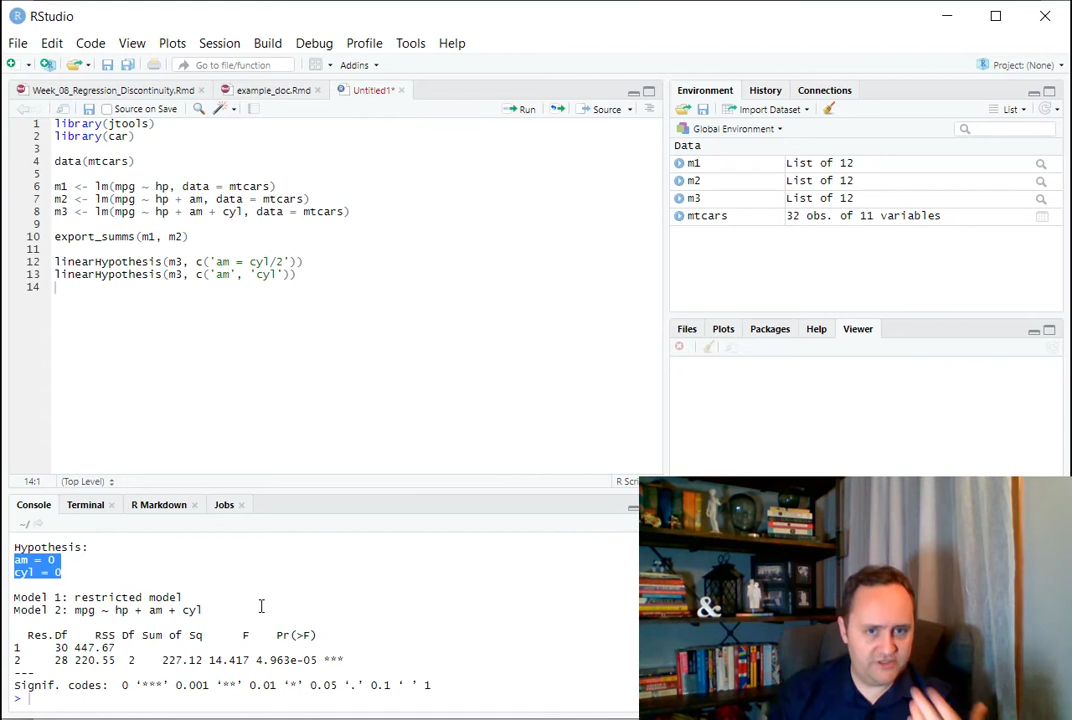 RStudio
File Edit Code View Plots Session Build Debug Profile Tools Help
Go to file/function Addins Project: (None)
Week_08_Regression_Discontinuity.Rmd example_doc.Rmd Untitled1*
Source on Save Run Source
1 library(jtools)
2 library(car)
3
4 data(mtcars)
5
6 m1 <- lm(mpg ~ hp, data = mtcars)
7 m2 <- lm(mpg ~ hp + am, data = mtcars)
8 m3 <- lm(mpg ~ hp + am + cyl, data = mtcars)
9
10 export_summs(m1, m2)
11
12 linearHypothesis(m3, c('am = cyl/2'))
13 linearHypothesis(m3, c('am', 'cyl'))
14
14:1 (Top Level) R Scri
Environment History Connections
Import Dataset List
Global Environment
Data
m1 List of 12
m2 List of 12
m3 List of 12
mtcars 32 obs. of 11 variables
Files Plots Packages Help Viewer
Console Terminal R Markdown Jobs
~/
Hypothesis:
am = 0
cyl = 0
Model 1: restricted model
Model 2: mpg ~ hp + am + cyl
Res.Df RSS Df Sum of Sq F Pr(>F)
1 30 447.67
2 28 220.55 2 227.12 14.417 4.963e-05 ***
---
Signif. codes: 0 ‘***’ 0.001 ‘**’ 0.01 ‘*’ 0.05 ‘.’ 0.1 ‘ ’ 1
>
&